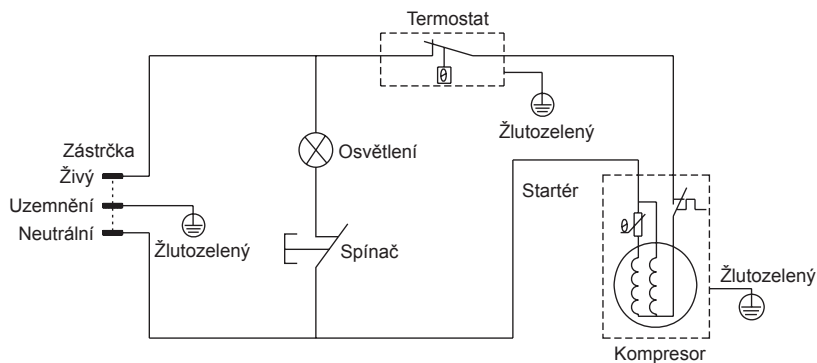 Termostat
Žlutozelený
Zástrčka
Živý
Osvětlení
Startér
Uzemnění
Neutrální
Žlutozelený
Spínač
Žlutozelený
Kompresor